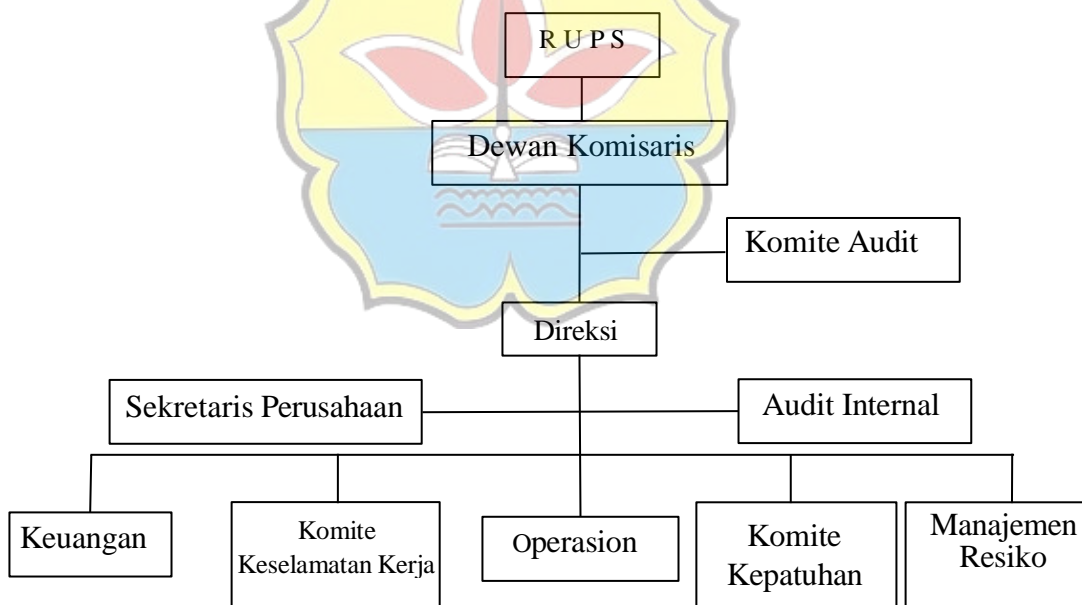 R U P S
Dewan Komisaris
Komite Audit
Direksi
Sekretaris Perusahaan
Audit Internal
Keuangan
Komite
Keselamatan Kerja
Operasion
Komite
Kepatuhan
Manajemen
Resiko